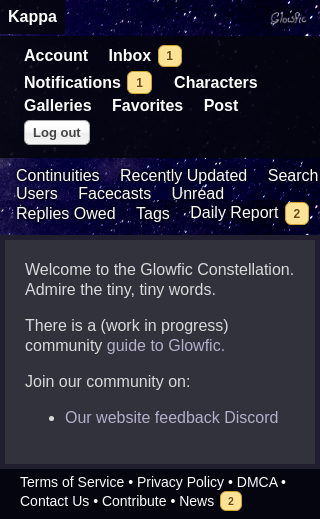 Kappa
Glowfic
Account Inbox 1
Notifications 1 Characters
Galleries Favorites Post
Log out
Continuities Recently Updated Search
Users Facecasts Unread
Replies Owed Tags Daily Report 2
Welcome to the Glowfic Constellation.
Admire the tiny, tiny words.
There is a (work in progress)
community guide to Glowfic.
Join our community on:
• Our website feedback Discord
Terms of Service • Privacy Policy • DMCA •
Contact Us • Contribute • News 2